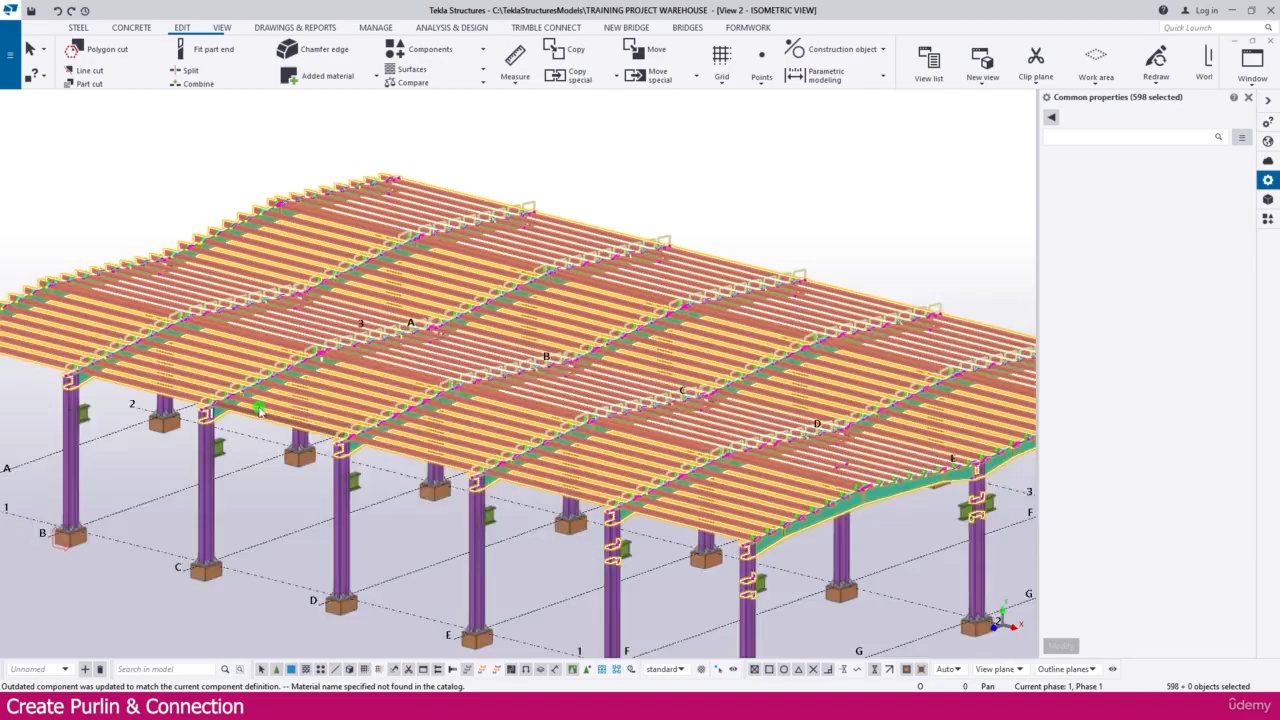 Tekla Structures - C:\TeklaStructuresModels\TRAINING PROJECT WAREHOUSE - [View 2 - ISOMETRIC VIEW]
Log in
STEEL CONCRETE EDIT VIEW DRAWINGS & REPORTS MANAGE ANALYSIS & DESIGN TRIMBLE CONNECT NEW BRIDGE BRIDGES FORMWORK
Quick Launch
Polygon cut
Line cut
Part cut
Fit part end
Split
Combine
Chamfer edge
Added material
Components
Surfaces
Compare
Measure
Copy
Copy special
Move
Move special
Grid
Points
Construction object
Parametric modeling
View list
New view
Clip plane
Work area
Redraw
Worl
Window
Common properties (598 selected)
3 A
B
C
D
E
2
A
1
B
C
D
E
1
F
G
3
F
G
2
X
Y
Modify
Unnamed
Search in model
standard
Auto
View plane
Outline planes
Outdated component was updated to match the current component definition. -- Material name specified not found in the catalog.
O 0 Pan Current phase: 1, Phase 1 598 + 0 objects selected
Create Purlin & Connection
ûdemy